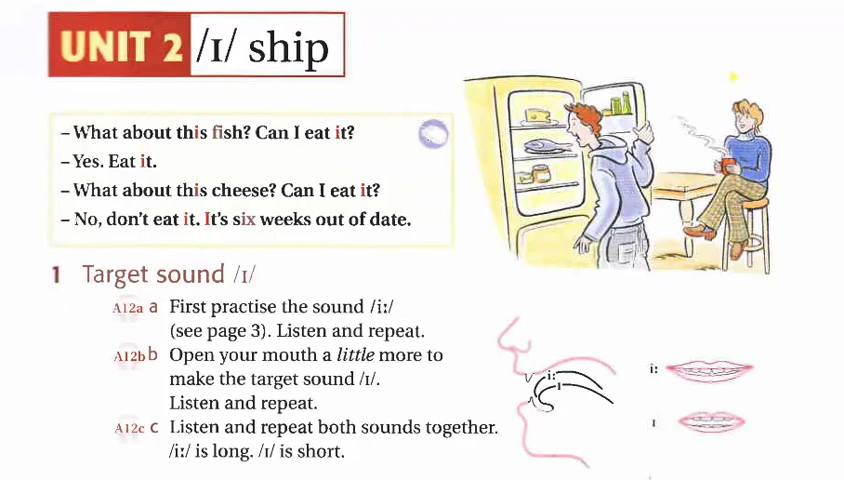 UNIT 2 /ɪ/ ship
– What about this fish? Can I eat it?
– Yes. Eat it.
– What about this cheese? Can I eat it?
– No, don't eat it. It's six weeks out of date.
1 Target sound /ɪ/
A12a a First practise the sound /iː/
(see page 3). Listen and repeat.
A12b b Open your mouth a little more to
make the target sound /ɪ/.
Listen and repeat.
A12c c Listen and repeat both sounds together.
/iː/ is long. /ɪ/ is short.
iː
ɪ
iː
ɪ